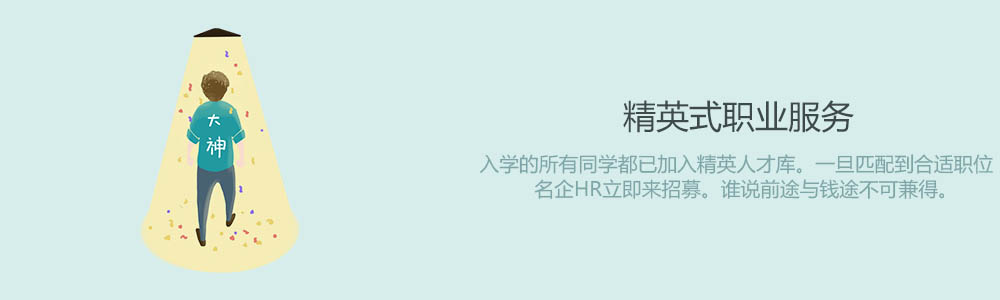 大
神
精英式职业服务
入学的所有同学都已加入精英人才库。一旦匹配到合适职位
名企HR立即来招募。谁说前途与钱途不可兼得。